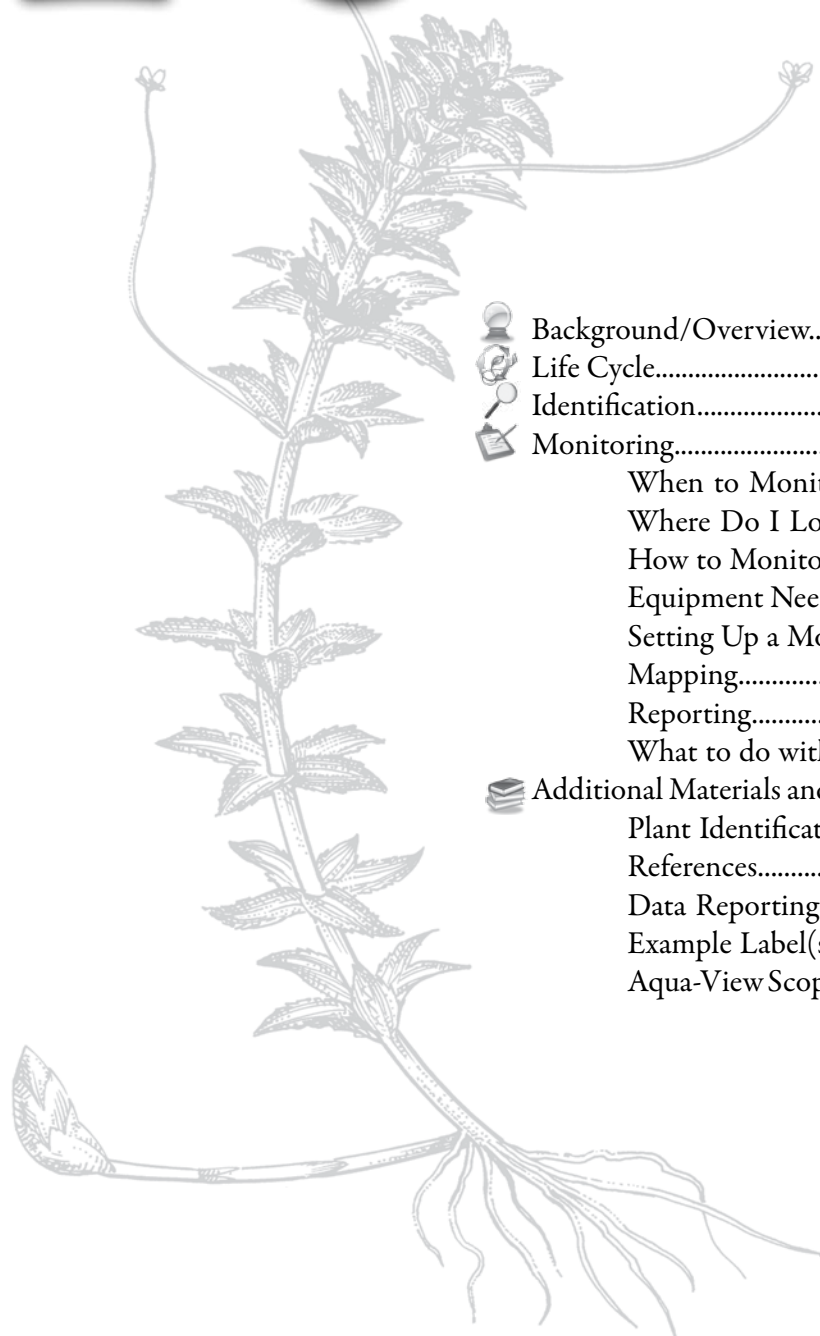 Background/Overview..
Life Cycle.......................
Identification...................
Monitoring......................
When to Monit
Where Do I Lo
How to Monito
Equipment Nee
Setting Up a Mo
Mapping.............
Reporting...........
What to do with
Additional Materials and
Plant Identificat
References..........
Data Reporting
Example Label(s
Aqua-View Scop